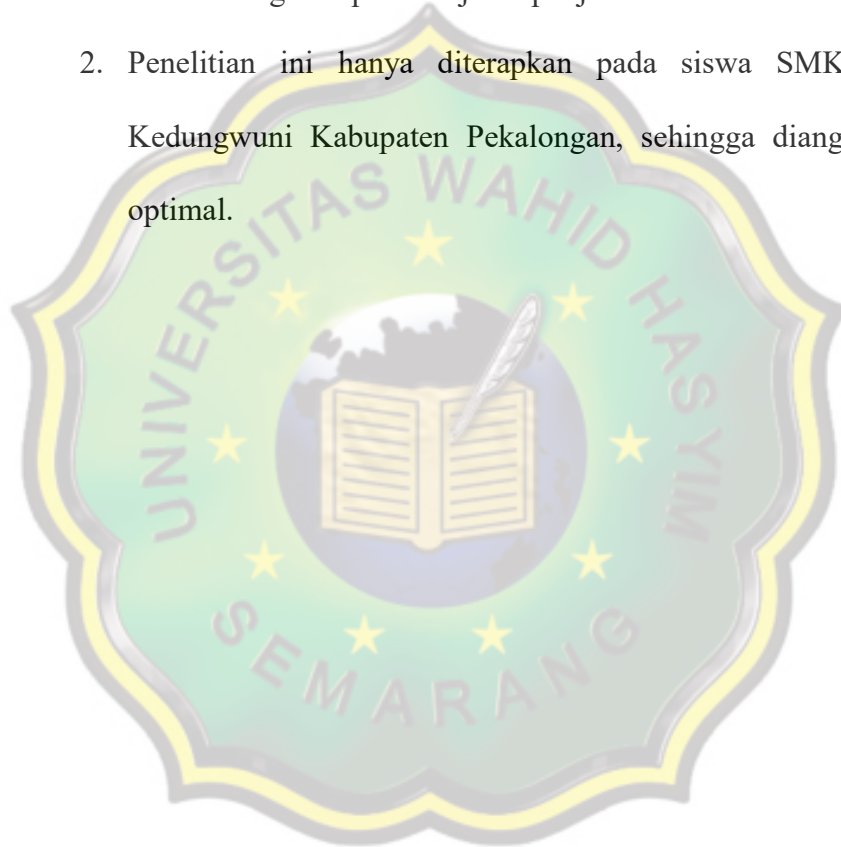 2. Penelitian ini hanya diterapkan pada siswa SMK
Kedungwuni Kabupaten Pekalongan, sehingga diang
optimal.
UNIVERSITAS WAHID HASYIM
SEMARANG